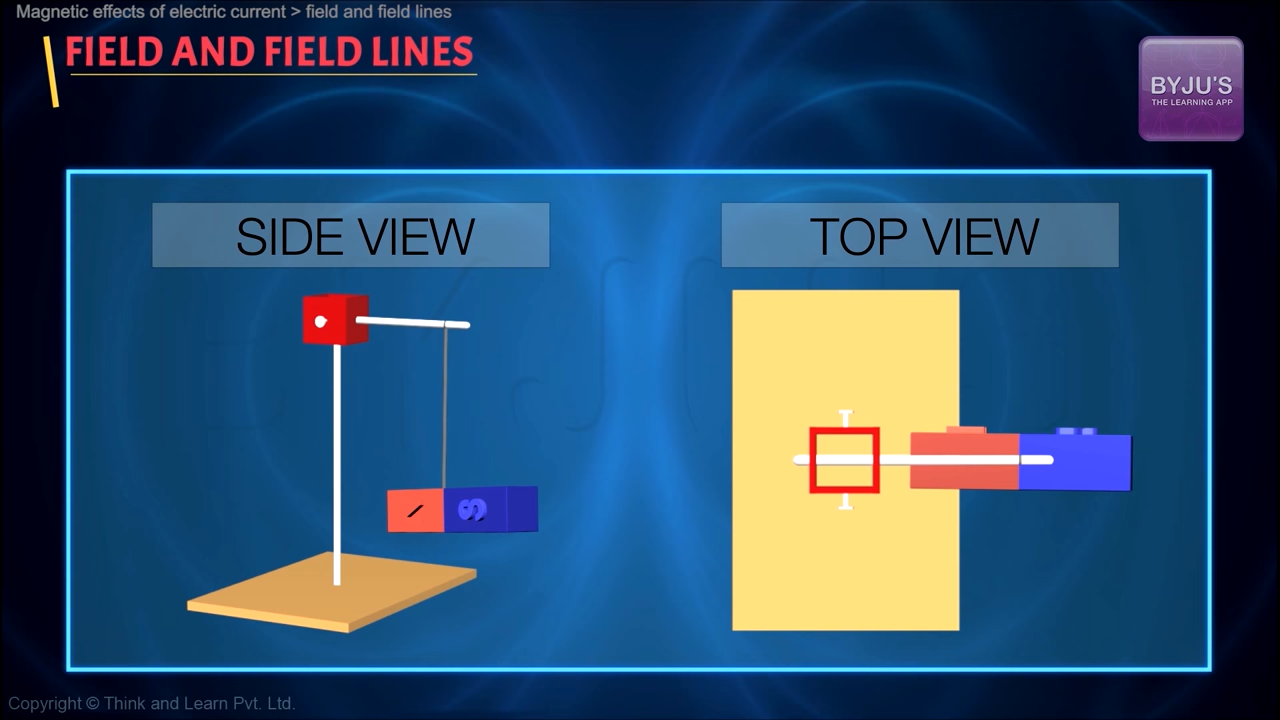 Magnetic effects of electric current > field and field lines
FIELD AND FIELD LINES
BYJU'S
THE LEARNING APP
SIDE VIEW
TOP VIEW
S
Copyright © Think and Learn Pvt. Ltd.